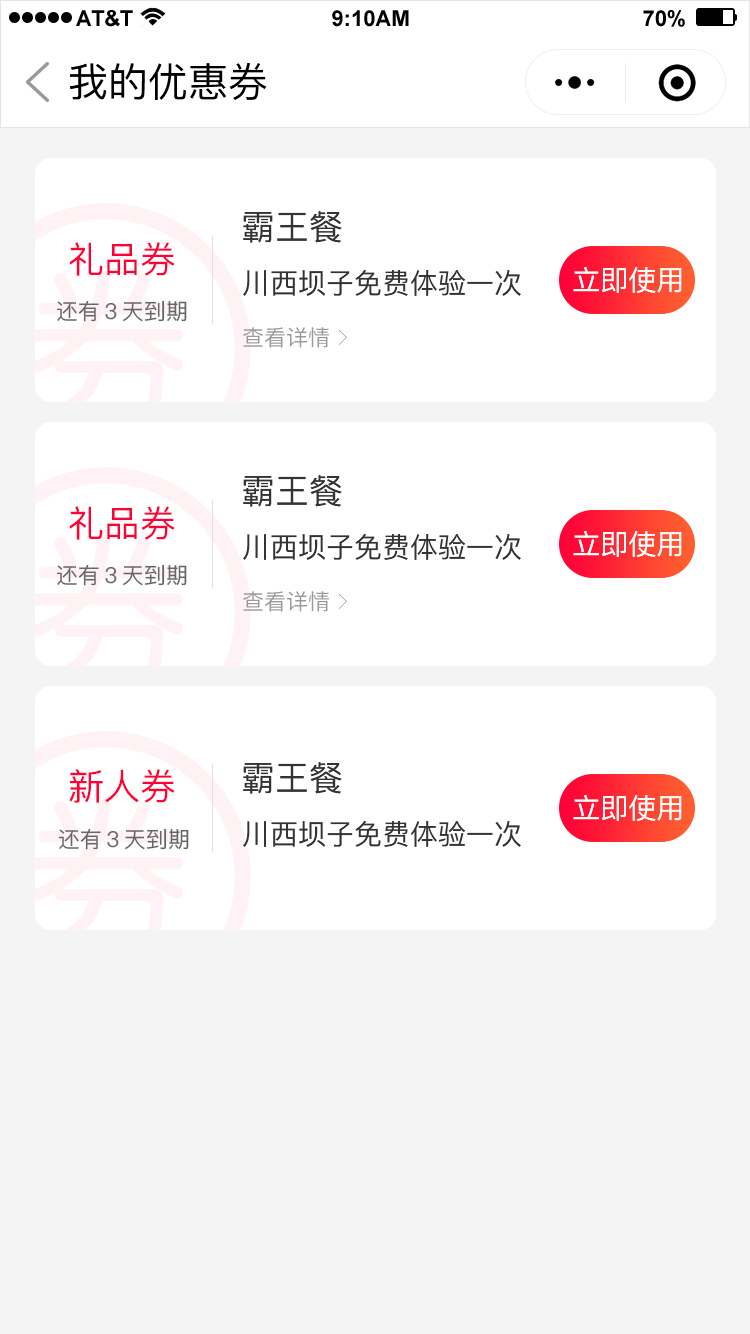 AT&T 9:10AM 70%
我的优惠券
霸王餐
礼品券
川西坝子免费体验一次
立即使用
还有3天到期
查看详情
霸王餐
礼品券
川西坝子免费体验一次
立即使用
还有3天到期
查看详情
霸王餐
新人券
川西坝子免费体验一次
立即使用
还有3天到期
券
券
券